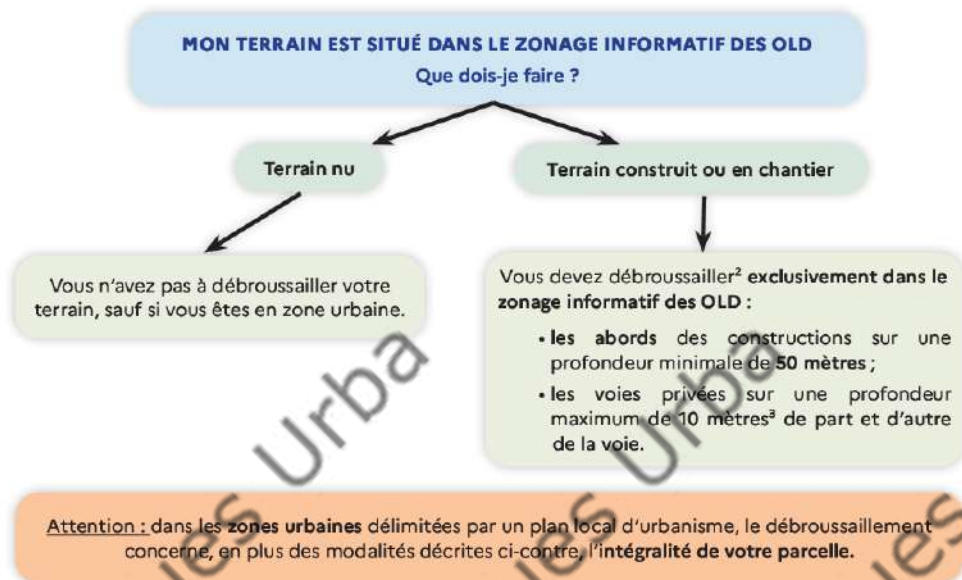 MON TERRAIN EST SITUÉ DANS LE ZONAGE INFORMATIF DES OLD
Que dois-je faire ?
Terrain nu
Terrain construit ou en chantier
Vous n'avez pas à débroussailler votre
terrain, sauf si vous êtes en zone urbaine.
Vous devez débroussailler² exclusivement dans le
zonage informatif des OLD :
• les abords des constructions sur une
profondeur minimale de 50 mètres ;
• les voies privées sur une profondeur
maximum de 10 mètres³ de part et d'autre
de la voie.
Attention : dans les zones urbaines délimitées par un plan local d'urbanisme, le débroussaillement
concerne, en plus des modalités décrites ci-contre, l'intégralité de votre parcelle.
ues Urba
ues Urba
ues